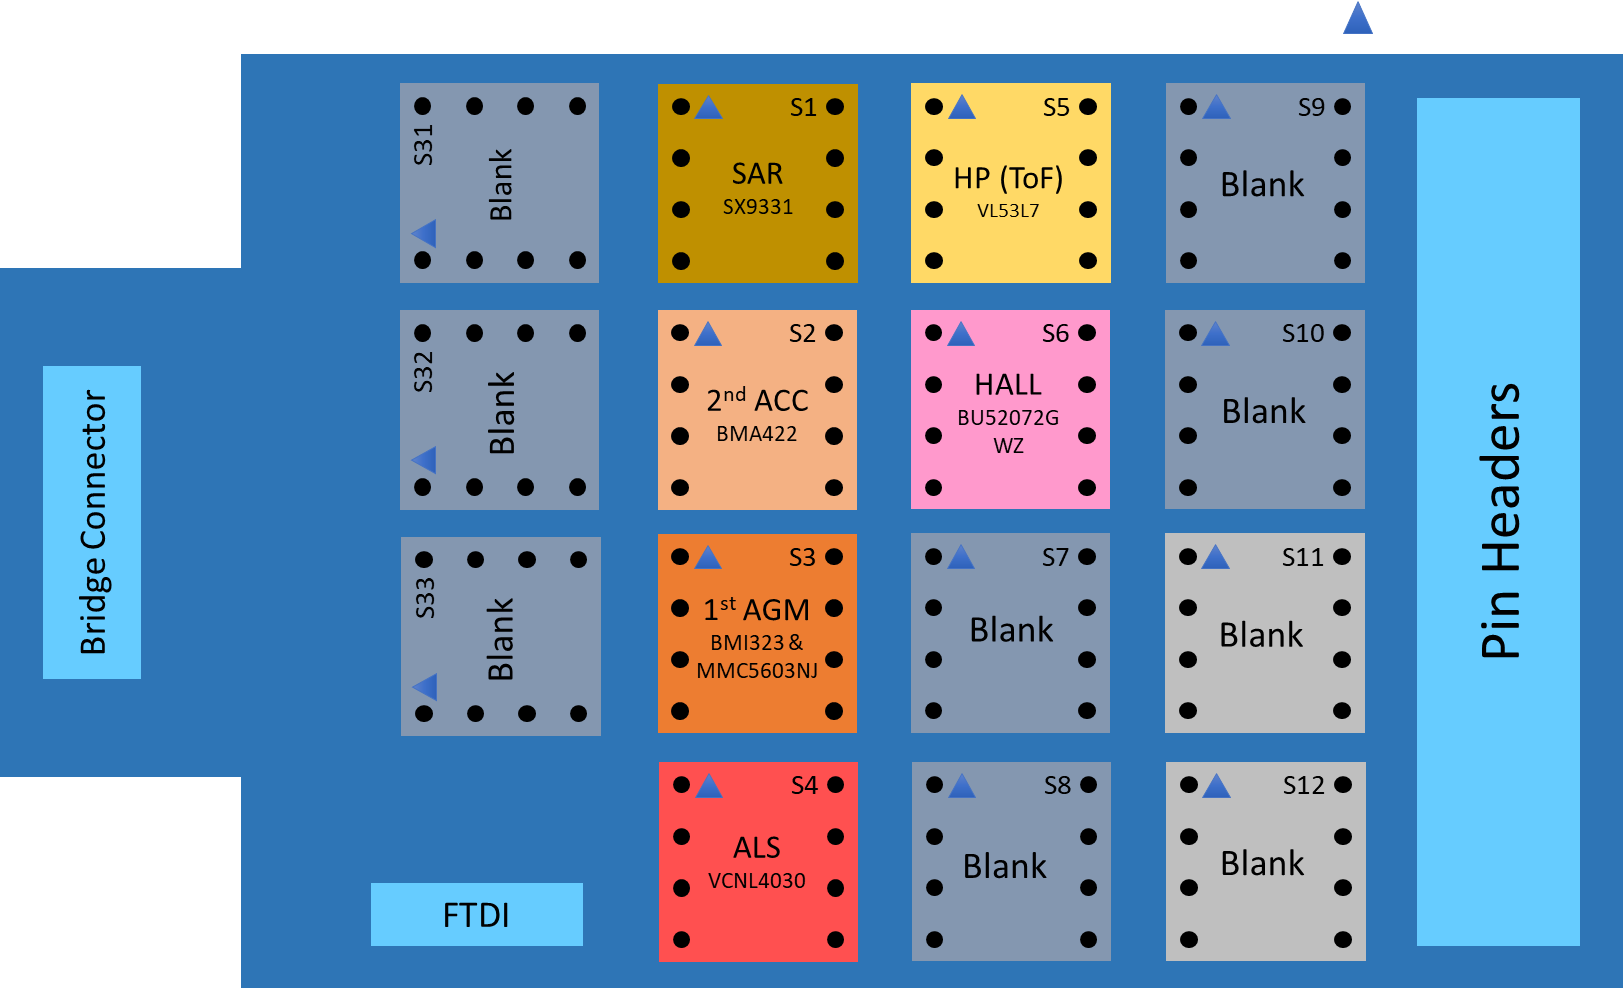 S31
Blank
S1
SAR
SX9331
S5
HP (ToF)
VL53L7
S9
Blank
S32
Blank
S2
2nd ACC
BMA422
S6
HALL
BU52072G
WZ
S10
Blank
Bridge Connector
S33
Blank
S3
1st AGM
BMI323 &
MMC5603NJ
S7
Blank
S11
Blank
Pin Headers
S4
ALS
VCNL4030
S8
Blank
S12
Blank
FTDI